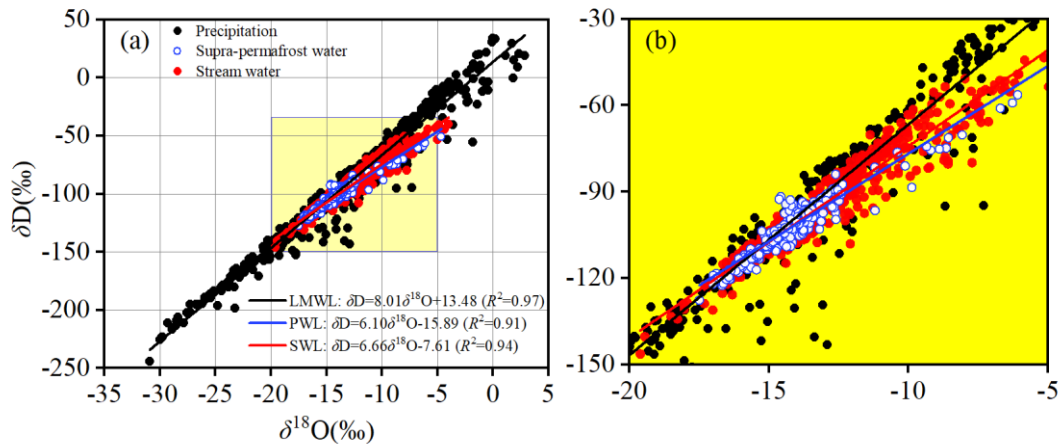 (a)
Precipitation
Supra-permafrost water
Stream water
50
0
-50
-100
-150
-200
-250
δD(‰)
LMWL: δD=8.01δ¹⁸O+13.48 (R²=0.97)
PWL: δD=6.10δ¹⁸O-15.89 (R²=0.91)
SWL: δD=6.66δ¹⁸O-7.61 (R²=0.94)
-35 -30 -25 -20 -15 -10 -5 0 5
δ¹⁸O(‰)
(b)
-30
-60
-90
-120
-150
-20 -15 -10 -5
δ¹⁸O(‰)